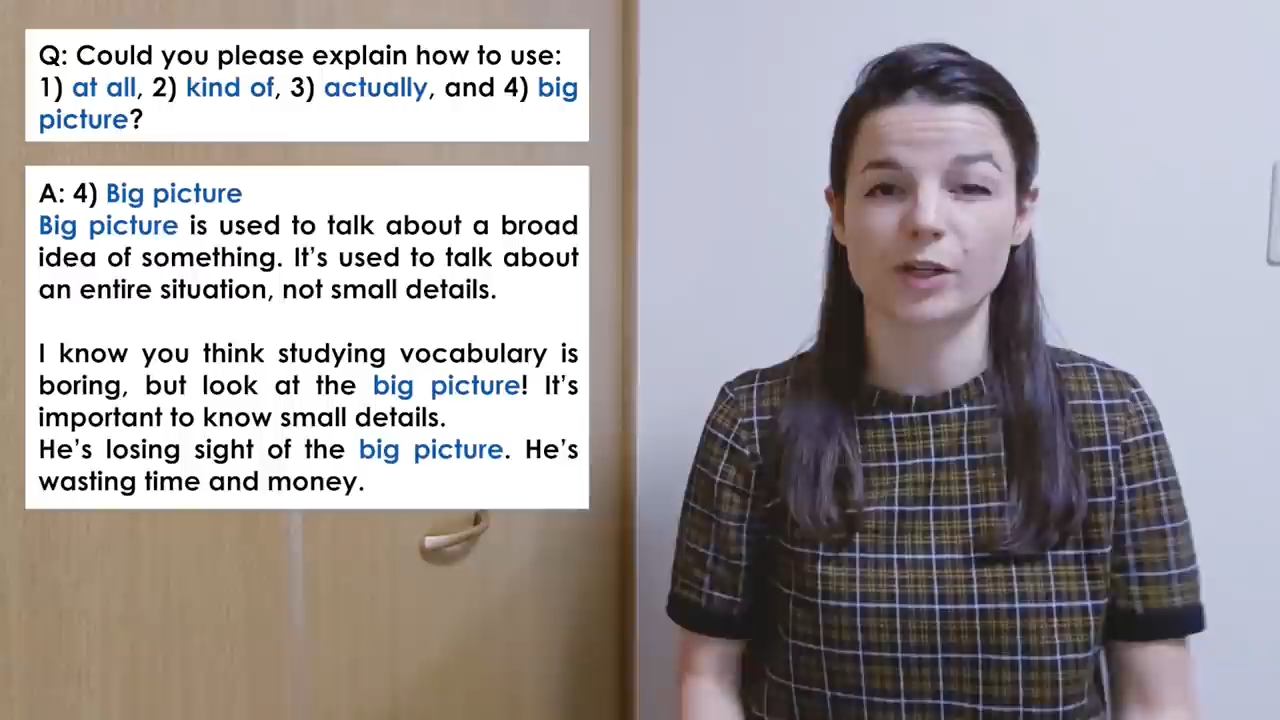 Q: Could you please explain how to use:
1) at all, 2) kind of, 3) actually, and 4) big
picture?
A: 4) Big picture
Big picture is used to talk about a broad
idea of something. It’s used to talk about
an entire situation, not small details.
I know you think studying vocabulary is
boring, but look at the big picture! It’s
important to know small details.
He’s losing sight of the big picture. He’s
wasting time and money.